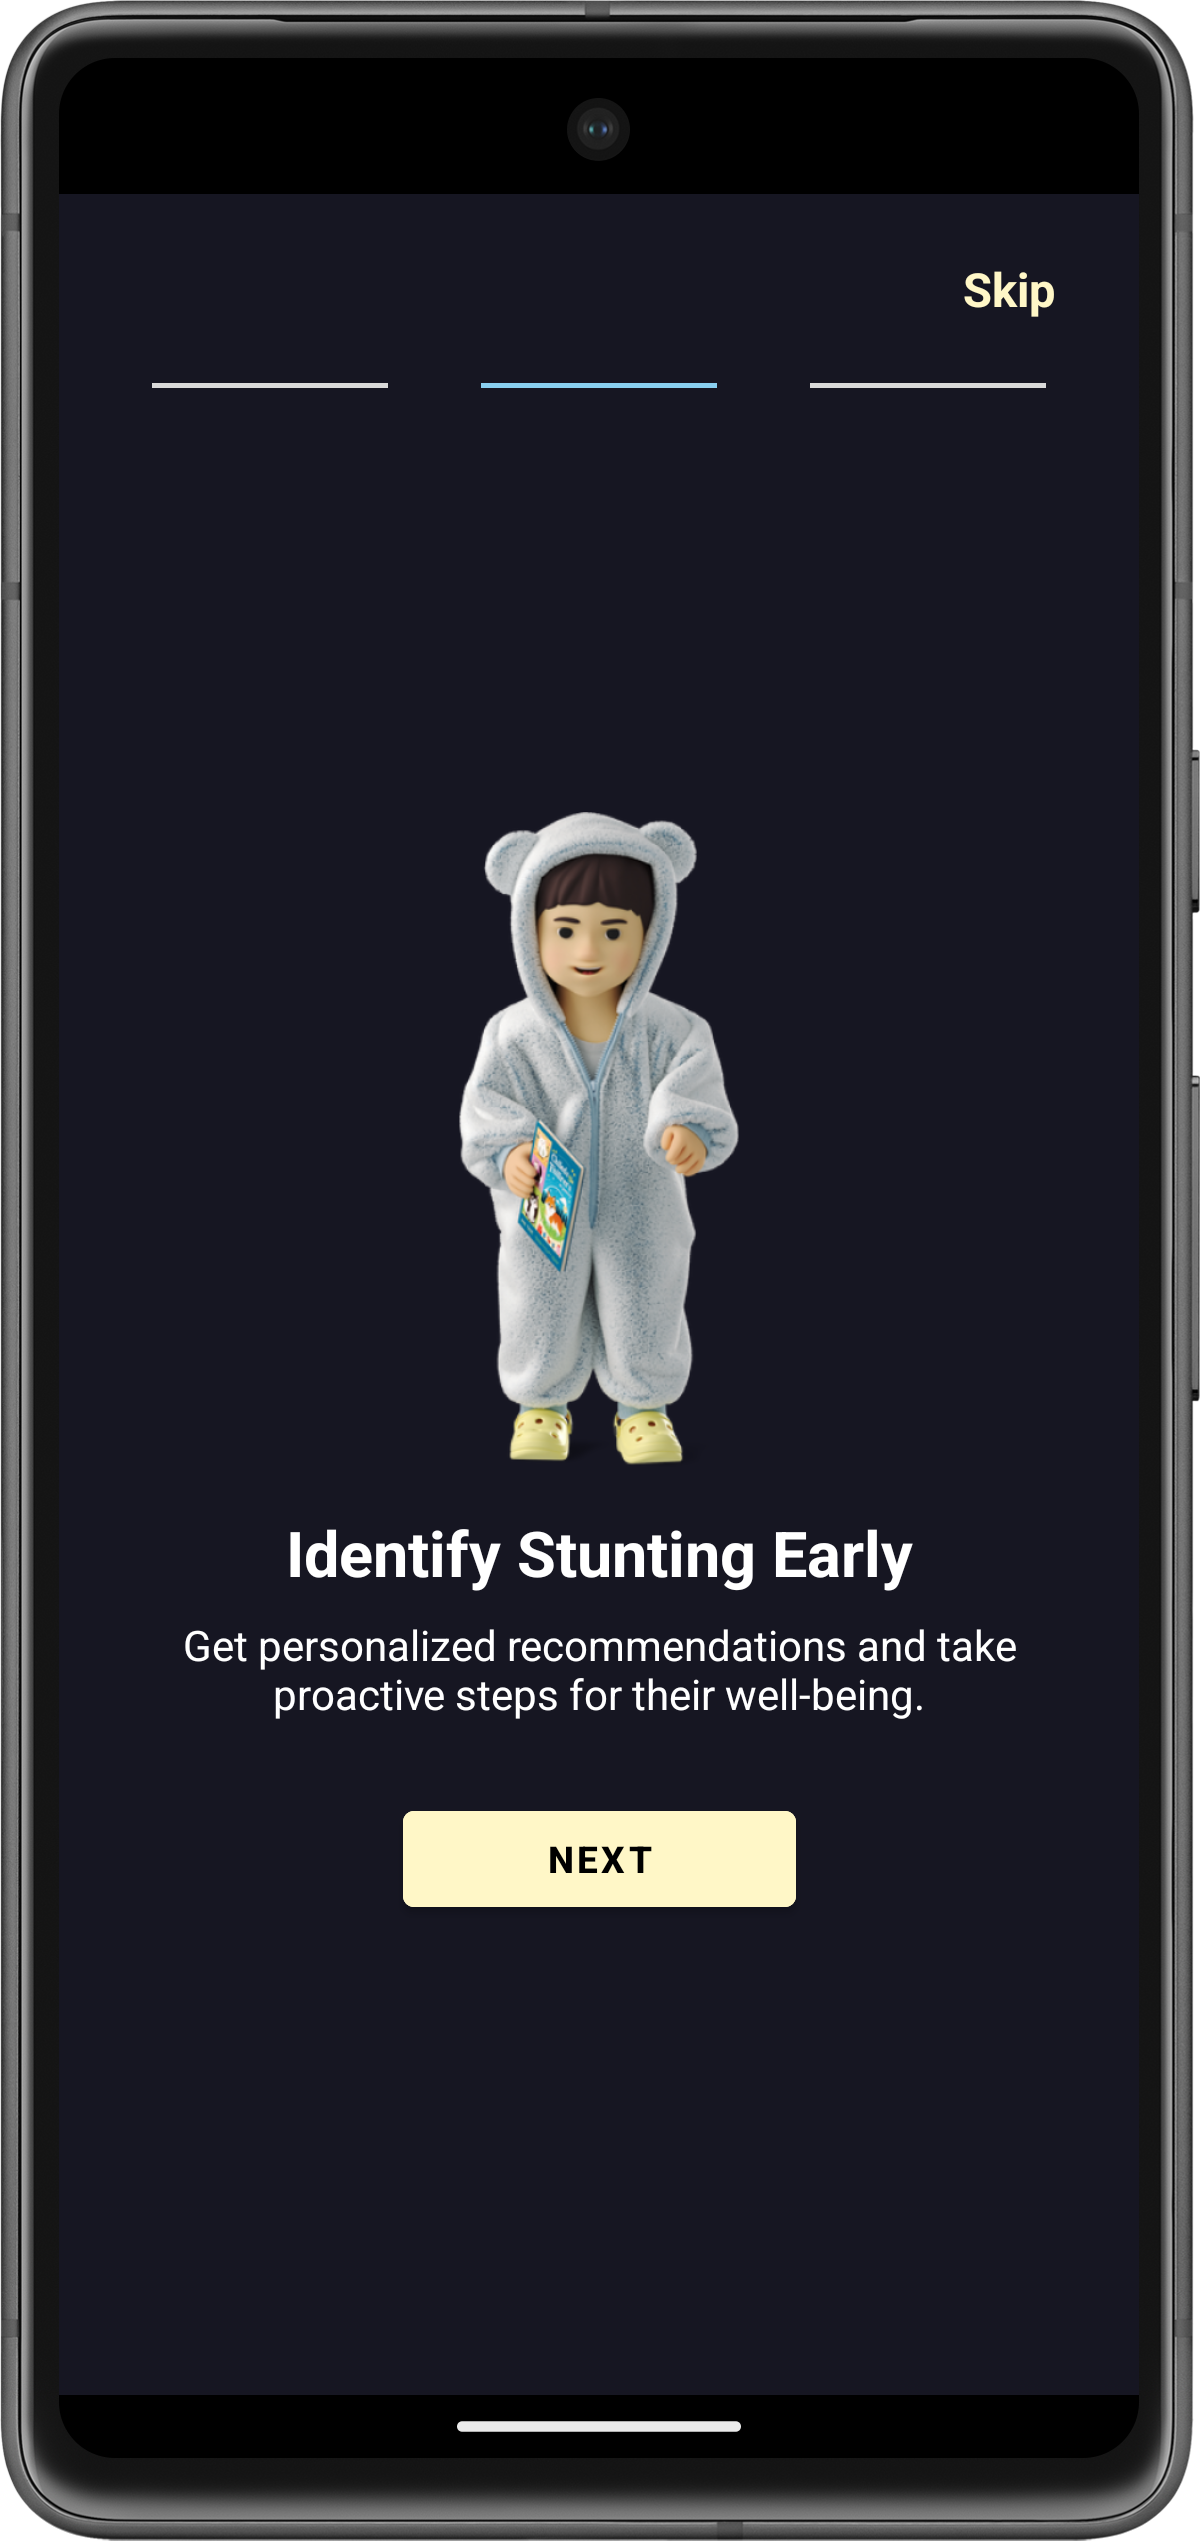 Skip
Identify Stunting Early
Get personalized recommendations and take
proactive steps for their well-being.
NEXT